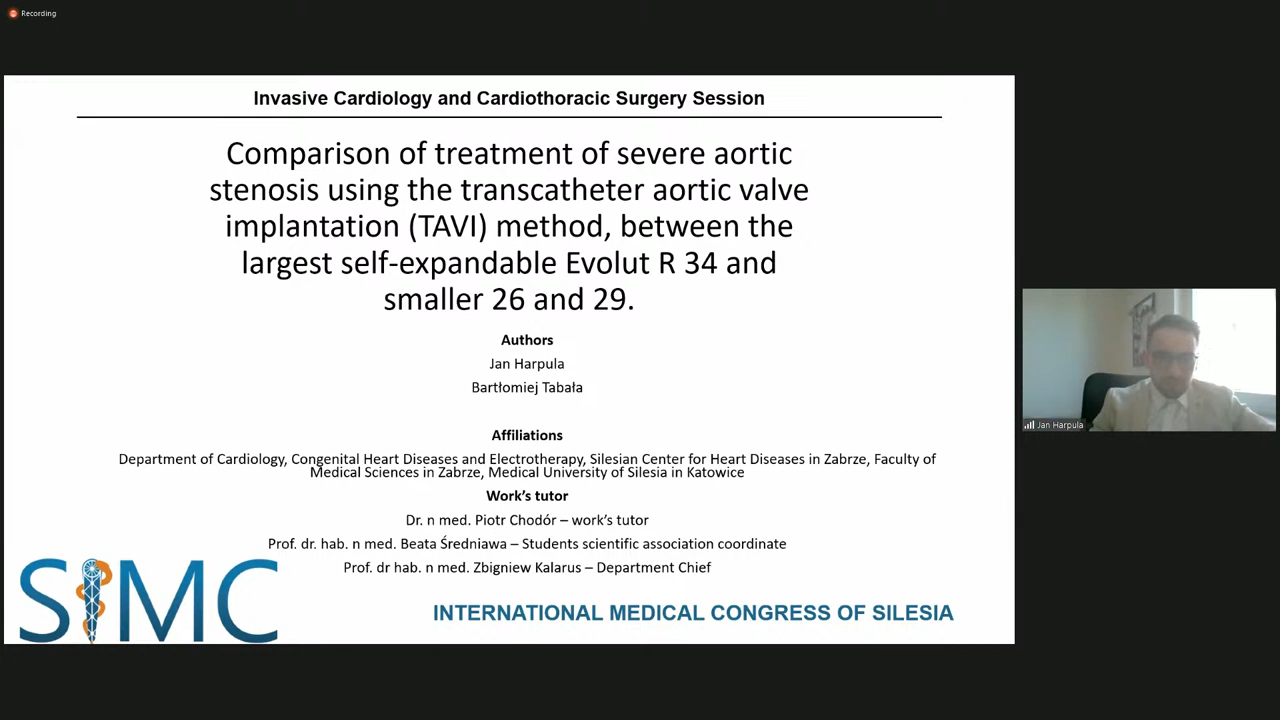 Recording
Invasive Cardiology and Cardiothoracic Surgery Session
Comparison of treatment of severe aortic
stenosis using the transcatheter aortic valve
implantation (TAVI) method, between the
largest self-expandable Evolut R 34 and
smaller 26 and 29.
Authors
Jan Harpula
Bartłomiej Tabała
Affiliations
Department of Cardiology, Congenital Heart Diseases and Electrotherapy, Silesian Center for Heart Diseases in Zabrze, Faculty of
Medical Sciences in Zabrze, Medical University of Silesia in Katowice
Work's tutor
Dr. n med. Piotr Chodór – work's tutor
Prof. dr. hab. n med. Beata Średniawa – Students scientific association coordinate
Prof. dr hab. n med. Zbigniew Kalarus – Department Chief
SIMC
INTERNATIONAL MEDICAL CONGRESS OF SILESIA
Jan Harpula